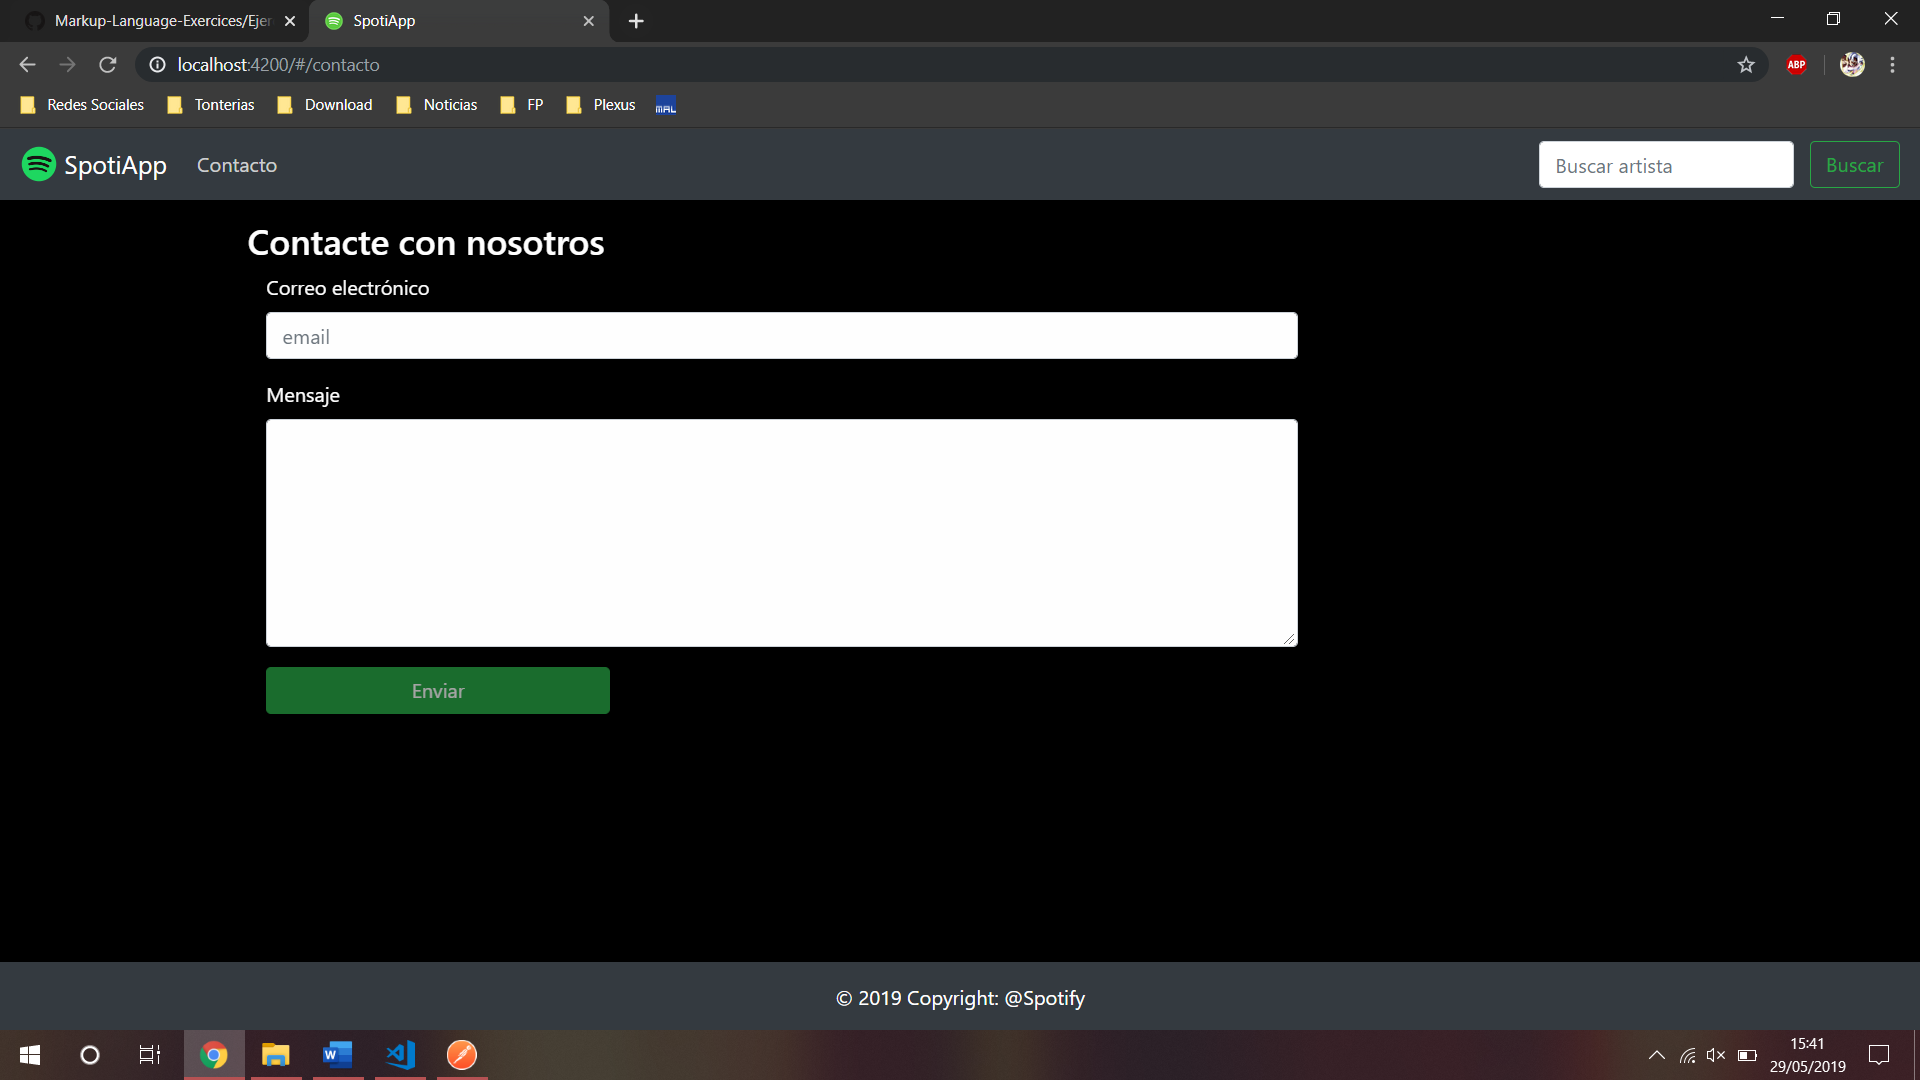 Markup-Language-Exercices/Ejer
SpotiApp
localhost:4200/#/contacto
ABP
Redes Sociales
Tonterias
Download
Noticias
FP
Plexus
MAL
SpotiApp
Contacto
Buscar artista
Buscar
Contacte con nosotros
Correo electrónico
email
Mensaje
Enviar
© 2019 Copyright: @Spotify
W
15:41
29/05/2019